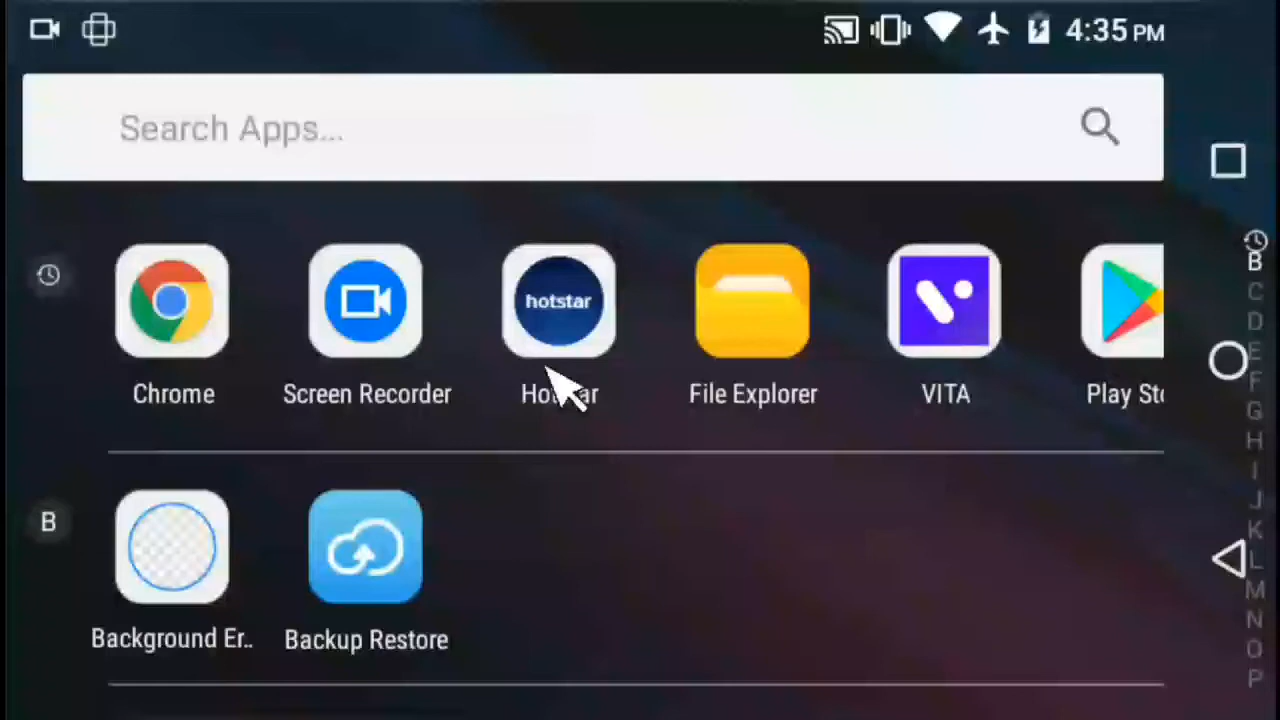 4:35 PM
Search Apps...
hotstar
Chrome
Screen Recorder
File Explorer
VITA
B
Background Er..
Backup Restore
B
C
D
E
F
G
H
I
J
K
L
M
N
O
P